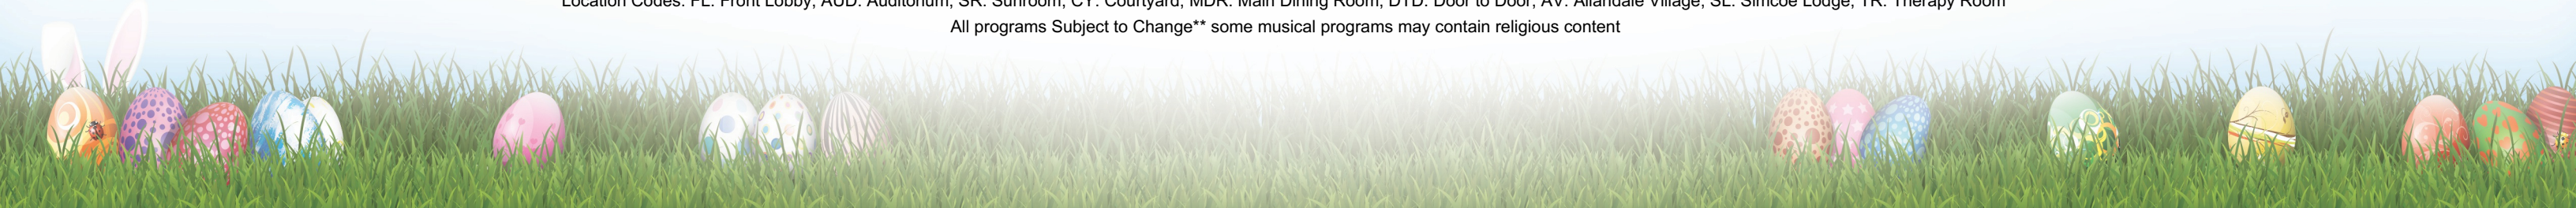 Location Codes: FL: Front Lobby, AUD: Auditorium, SR: Sunroom, CY: Courtyard, MDR: Main Dining Room, DTD: Door to Door, AV: Allandale Village, SL: Simcoe Lodge, TR: Therapy Room
All programs Subject to Change** some musical programs may contain religious content